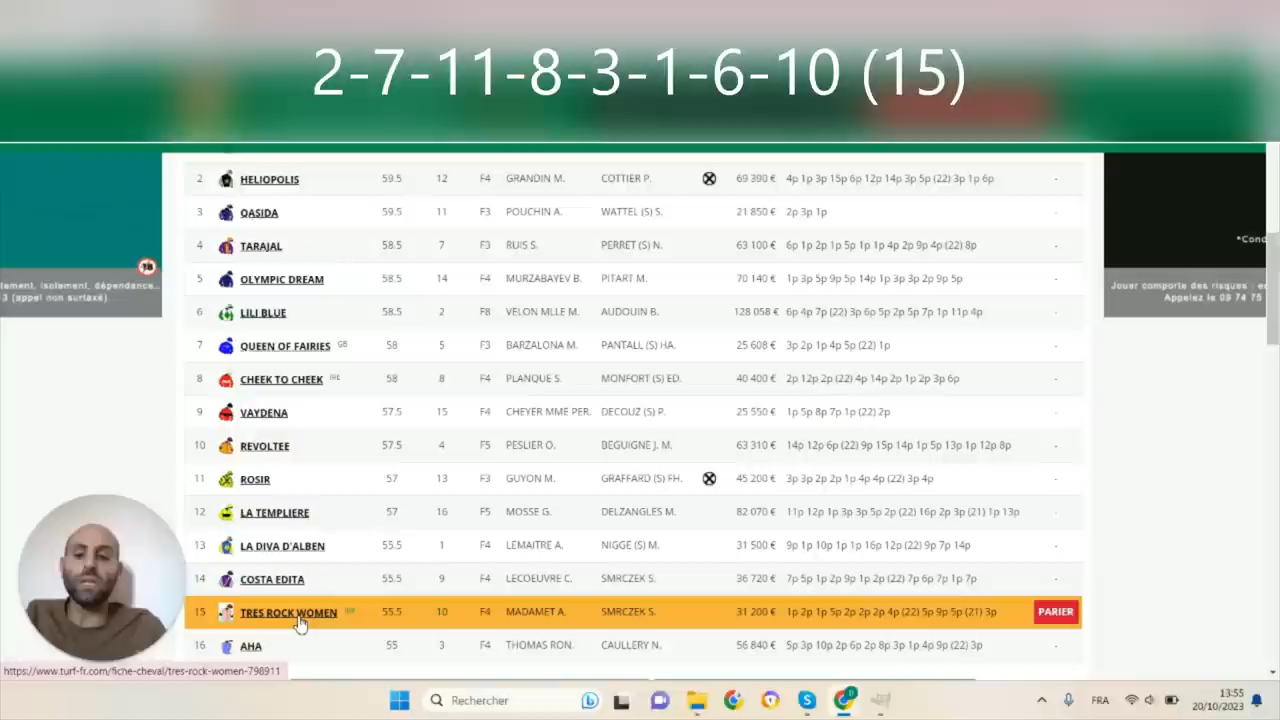 2-7-11-8-3-1-6-10 (15)
2 HELIOPOLIS 59.5 12 F4 GRANDIN M. COTTIER P. 69 390 € 4p 1p 3p 15p 6p 12p 14p 3p 5p (22) 3p 1p 6p -
3 QASIDA 59.5 11 F3 POUCHIN A. WATTEL (S) S. 21 850 € 2p 3p 1p -
4 TARAJAL 58.5 7 F3 RUIS S. PERRET (S) N. 63 100 € 6p 1p 2p 1p 5p 1p 1p 4p 2p 9p 4p (22) 8p -
5 OLYMPIC DREAM 58.5 14 F4 MURZABAYEV B. PITART M. 70 140 € 1p 3p 5p 9p 5p 14p 1p 3p 3p 2p 9p 5p -
6 LILI BLUE 58.5 2 F8 VELON MLLE M. AUDOUIN B. 128 058 € 6p 4p 7p (22) 3p 6p 5p 2p 5p 7p 1p 11p 4p -
7 QUEEN OF FAIRIES GB 58 5 F3 BARZALONA M. PANTALL (S) HA. 25 608 € 3p 2p 1p 4p 5p (22) 1p -
8 CHEEK TO CHEEK IRE 58 8 F4 PLANQUE S. MONFORT (S) ED. 40 400 € 2p 12p 2p (22) 4p 14p 2p 1p 2p 3p 6p -
9 VAYDENA 57.5 15 F4 CHEYER MME PER. DECOUZ (S) P. 25 550 € 1p 5p 8p 7p 1p (22) 2p -
10 REVOLTEE 57.5 4 F5 PESLIER O. BEGUIGNE J. M. 63 310 € 14p 12p 6p (22) 9p 15p 14p 1p 5p 13p 1p 12p 8p -
11 ROSIR 57 13 F3 GUYON M. GRAFFARD (S) FH. 45 200 € 3p 3p 2p 2p 1p 4p 4p (22) 3p 4p -
12 LA TEMPLIERE 57 16 F5 MOSSE G. DELZANGLES M. 82 070 € 11p 12p 1p 3p 3p 5p 2p (22) 16p 2p 3p (21) 1p 13p
13 LA DIVA D'ALBEN 55.5 1 F4 LEMAITRE A. NIGGE (S) M. 31 500 € 9p 1p 10p 1p 1p 16p 12p (22) 9p 7p 14p -
14 COSTA EDITA 55.5 9 F4 LECOEUVRE C. SMRCZEK S. 36 720 € 7p 5p 1p 2p 9p 1p 2p (22) 7p 6p 7p 1p 7p -
15 TRES ROCK WOMEN 55.5 10 F4 MADAMET A. SMRCZEK S. 31 200 € 1p 2p 1p 5p 2p 2p 2p 4p (22) 5p 9p 5p (21) 3p PARIER
16 AHA 55 3 F4 THOMAS RON. CAULLERY N. 56 840 € 5p 3p 10p 2p 6p 2p 8p 3p 1p 4p 9p (22) 3p -
18
lement, isolement, dépendance...
3 (appel non surtaxé).
*Cond
Jouer comporte des risques : e
Appelez le 09 74 75
https://www.turf-fr.com/fiche-cheval/tres-rock-women-798911
Rechercher
FRA
13:55
20/10/2023